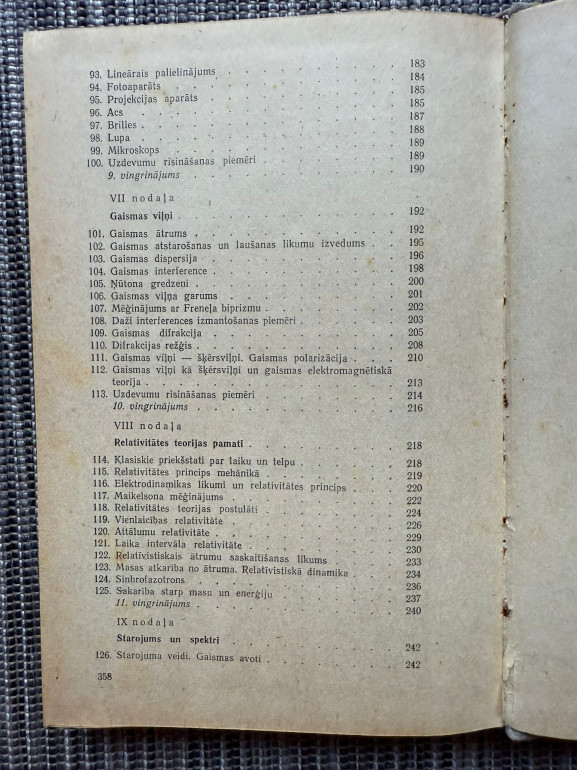 93. Lineārais palielinājums . . . . . . . 183
94. Fotoaparāts . . . . . . . 184
95. Projekcijas aparāts . . . . . . . 185
96. Acs . . . . . . . 185
97. Brilles . . . . . . . 187
98. Lupa . . . . . . . 188
99. Mikroskops . . . . . . . 189
100. Uzdevumu risināšanas piemēri . . . . . . . 189
9. vingrinājums . . . . . . . 190
VII nodaļa
Gaismas viļņi . . . . . . . 192
101. Gaismas ātrums . . . . . . . 192
102. Gaismas atstarošanas un laušanas likumu izvedums . . . 195
103. Gaismas dispersija . . . . . . . 196
104. Gaismas interference . . . . . . . 198
105. Ņūtona gredzeni . . . . . . . 200
106. Gaismas viļņa garums . . . . . . . 201
107. Mēģinājums ar Freneļa biprizmu . . . . . . . 202
108. Daži interferences izmantošanas piemēri . . . . . 203
109. Gaismas difrakcija . . . . . . . 205
110. Difrakcijas režģis . . . . . . . 208
111. Gaismas viļņi — šķērsviļņi. Gaismas polarizācija . . . 210
112. Gaismas viļņi kā šķērsviļņi un gaismas elektromagnētiskā
teorija . . . . . . . 213
113. Uzdevumu risināšanas piemēri . . . . . . . 214
10. vingrinājums . . . . . . . 216
VIII nodaļa
Relativitātes teorijas pamati . . . . . . . 218
114. Klasiskie priekšstati par laiku un telpu . . . . . 218
115. Relativitātes princips mehānikā . . . . . . . 219
116. Elektrodinamikas likumi un relativitātes princips . . . 220
117. Maikelsona mēģinājums . . . . . . . 222
118. Relativitātes teorijas postulāti . . . . . . . 224
119. Vienlaicības relativitāte . . . . . . . 226
120. Attālumu relativitāte . . . . . . . 229
121. Laika intervāla relativitāte . . . . . . . 230
122. Relatīvistiskais ātrumu saskaitīšanas likums . . . . 233
123. Masas atkarība no ātruma. Relatīvistiskā dinamika . . . 234
124. Sinhrofazotrons . . . . . . . 236
125. Sakarība starp masu un enerģiju . . . . . . . 237
11. vingrinājums . . . . . . . 240
IX nodaļa
Starojums un spektri . . . . . . . 242
126. Starojuma veidi. Gaismas avoti . . . . . . . 242
358